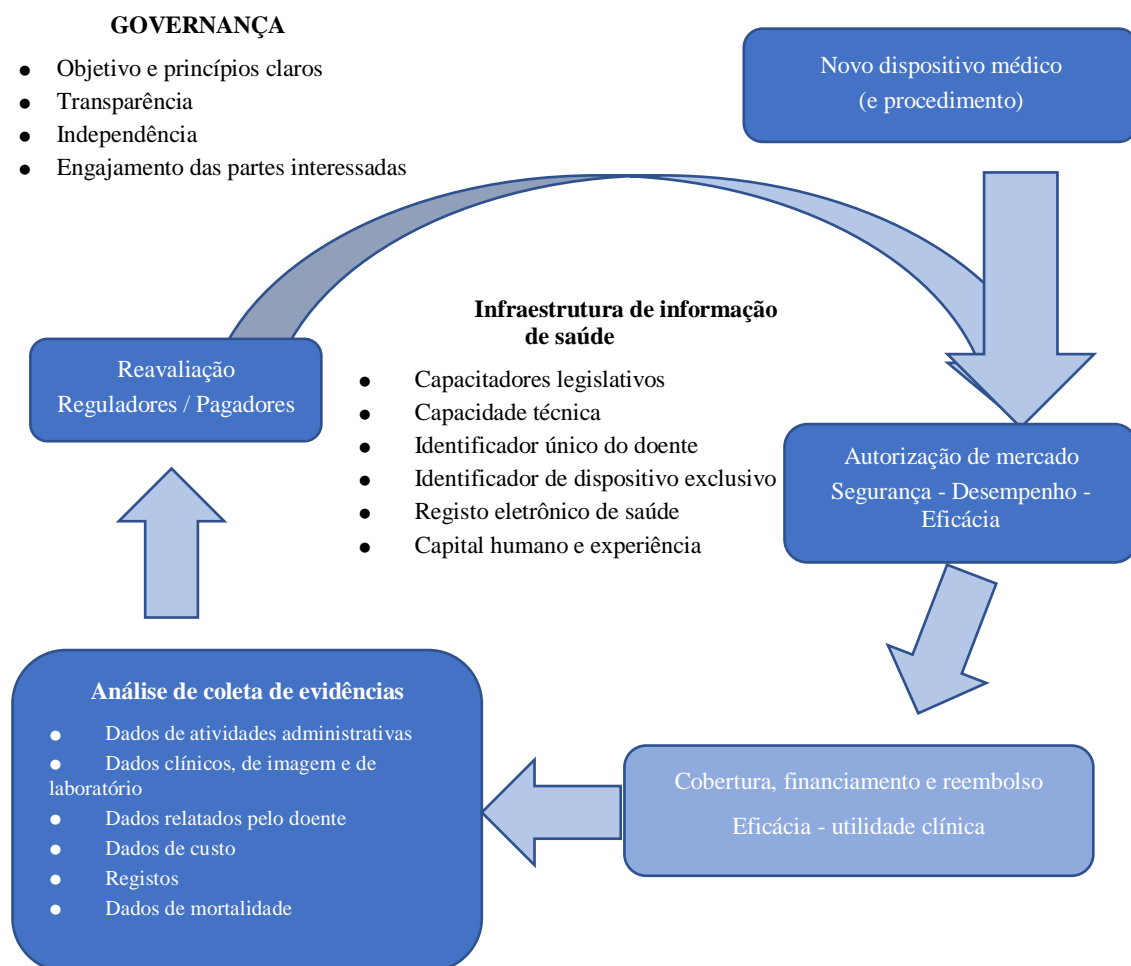 GOVERNANÇA
● Objetivo e princípios claros
● Transparência
● Independência
● Engajamento das partes interessadas
Novo dispositivo médico
(e procedimento)
Infraestrutura de informação
de saúde
● Capacitadores legislativos
● Capacidade técnica
● Identificador único do doente
● Identificador de dispositivo exclusivo
● Registo eletrônico de saúde
● Capital humano e experiência
Reavaliação
Reguladores / Pagadores
Autorização de mercado
Segurança - Desempenho -
Eficácia
Análise de coleta de evidências
● Dados de atividades administrativas
● Dados clínicos, de imagem e de
laboratório
● Dados relatados pelo doente
● Dados de custo
● Registos
● Dados de mortalidade
Cobertura, financiamento e reembolso
Eficácia - utilidade clínica